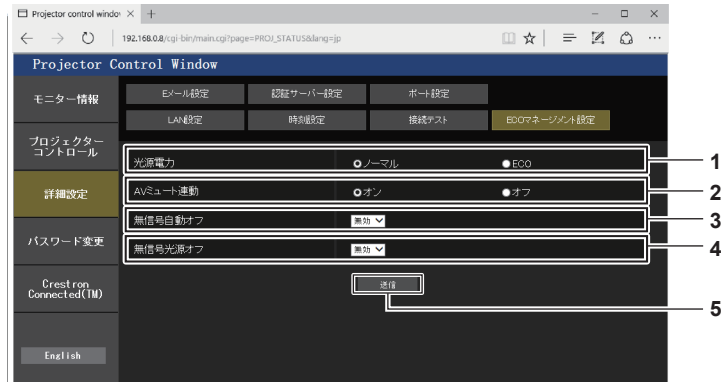 Projector control window
192.168.0.8/cgi-bin/main.cgi?page=PROJ_STATUS&lang=jp
Projector Control Window
モニター情報
プロジェクター
コントロール
詳細設定
パスワード変更
Crestron
Connected(TM)
English
Eメール設定
認証サーバー設定
ポート設定
LAN設定
時刻設定
接続テスト
ECOマネージメント設定
光源電力
ノーマル
ECO
1
AVミュート連動
オン
オフ
2
無信号自動オフ
無効
3
無信号光源オフ
無効
4
送信
5